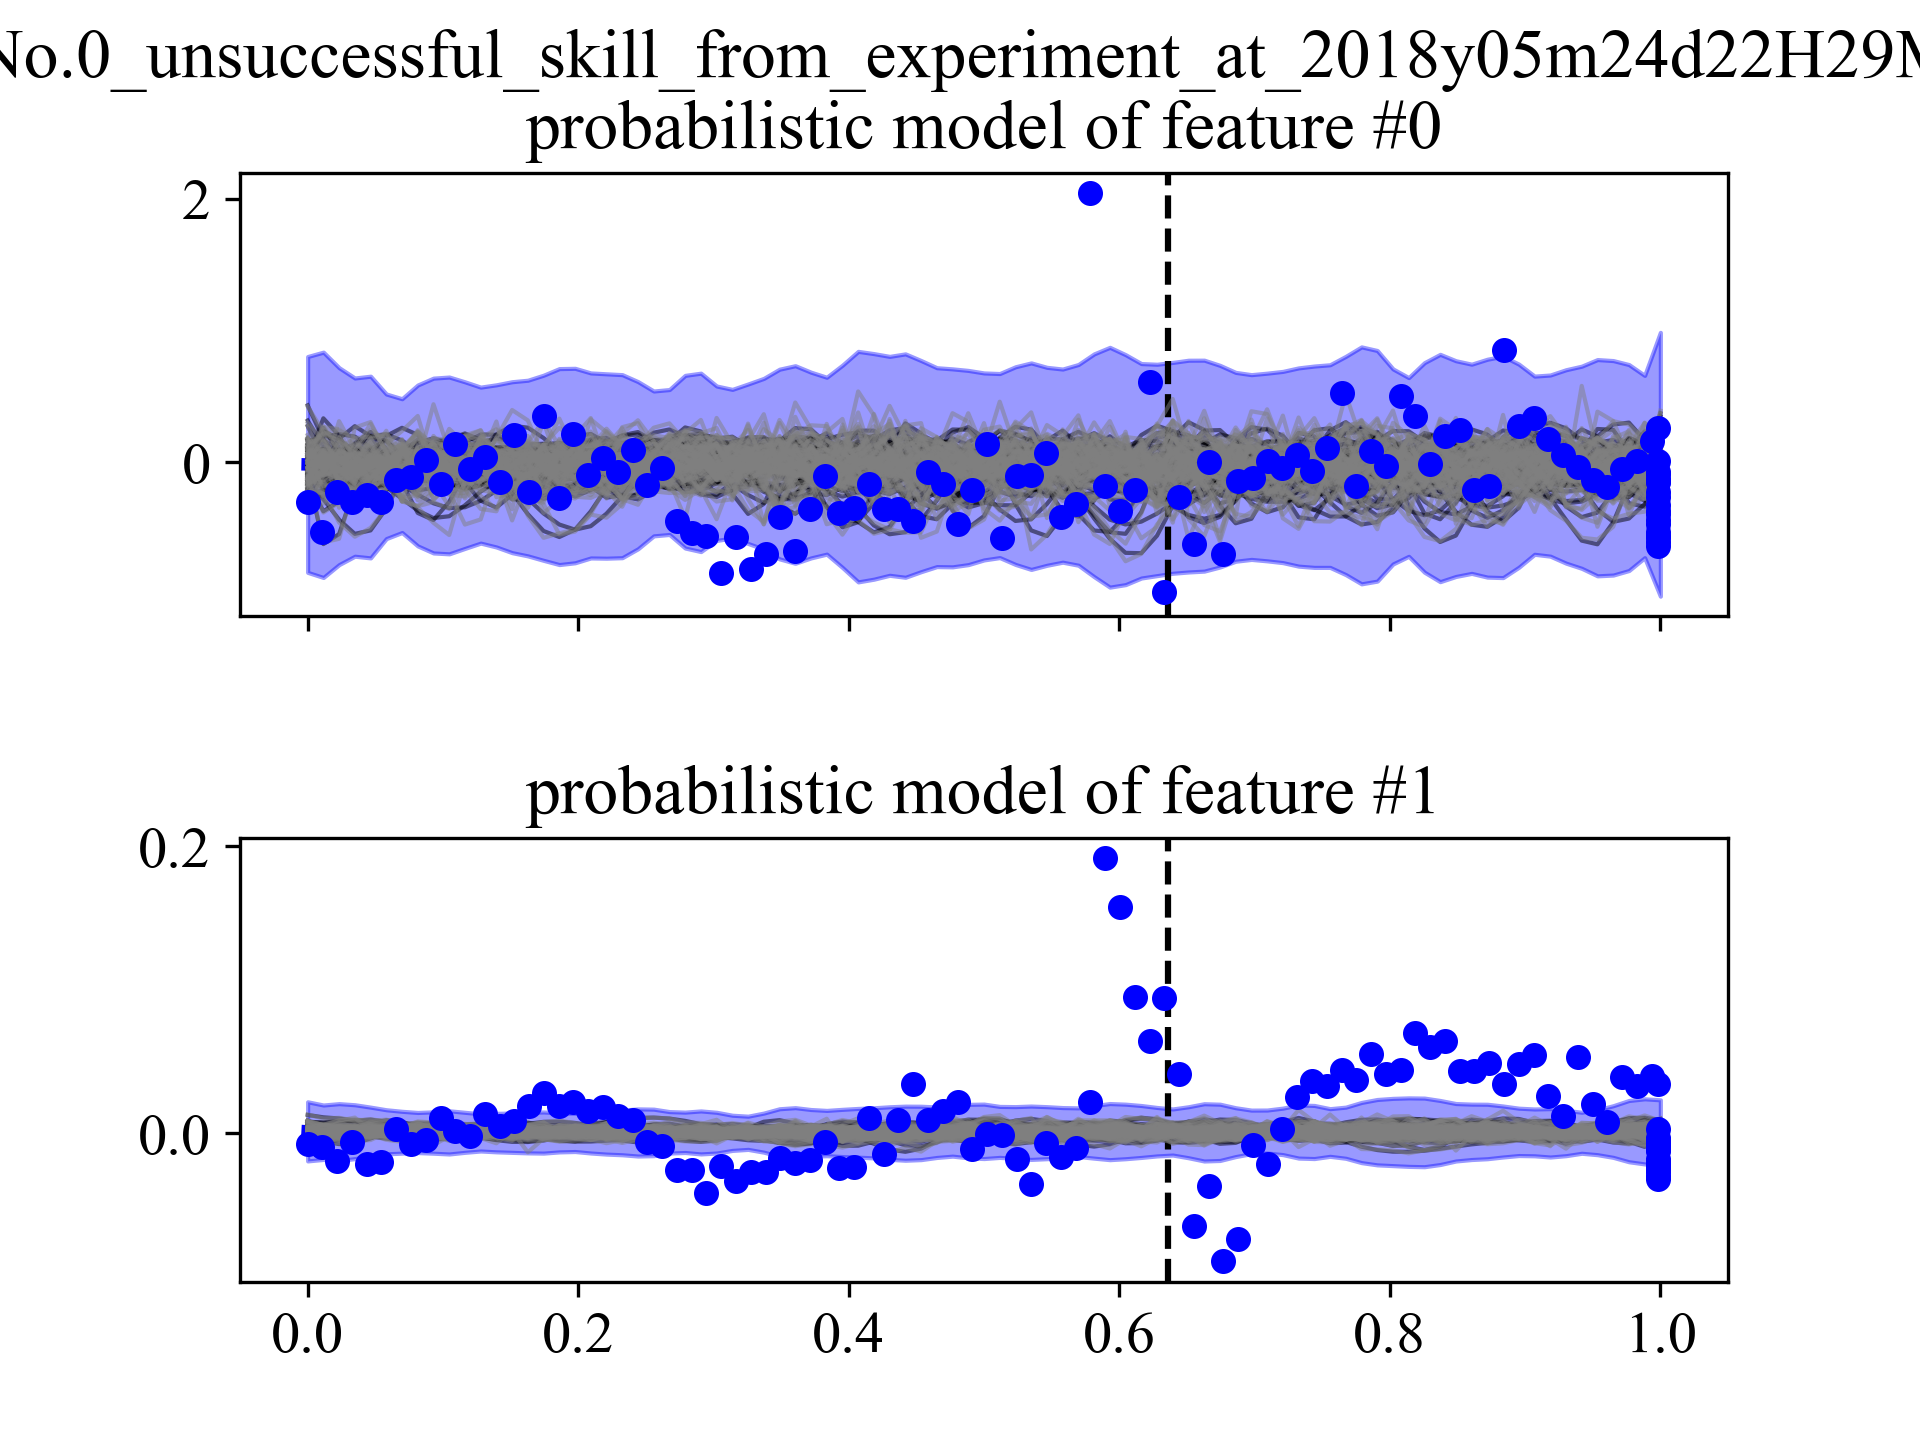 No.0_unsuccessful_skill_from_experiment_at_2018y05m24d22H29M
probabilistic model of feature #0
2
0
probabilistic model of feature #1
0.2
0.0
0.0 0.2 0.4 0.6 0.8 1.0